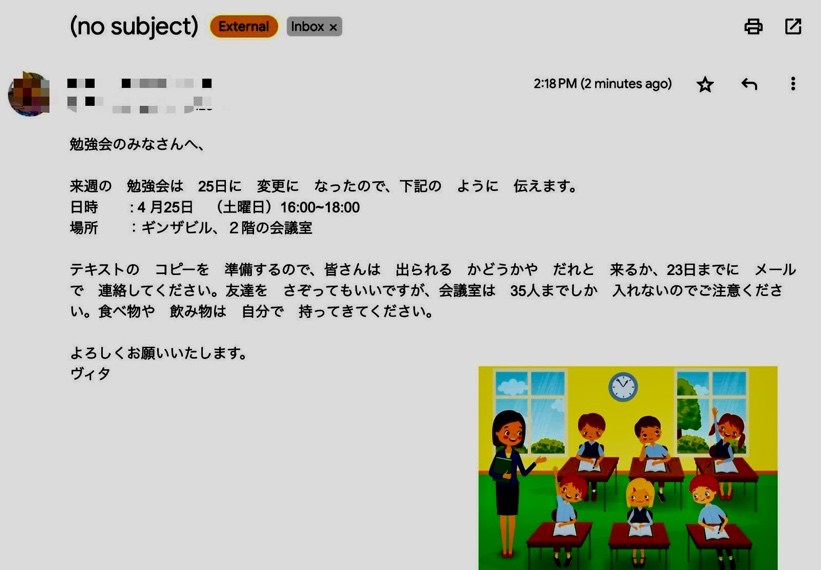 (no subject) External Inbox ×
2:18 PM (2 minutes ago)
勉強会のみなさんへ、
来週の　勉強会は　25日に　変更に　なったので、下記の　ように　伝えます。
日時　　: 4 月25日　（土曜日）16:00~18:00
場所　　：ギンザビル、２階の会議室
テキストの　コピーを　準備するので、皆さんは　出られる　かどうかや　だれと　来るか、23日までに　メール
で　連絡してください。友達を　さぞってもいいですが、会議室は　35人までしか　入れないのでご注意くださ
い。食べ物や　飲み物は　自分で　持ってきてください。
よろしくお願いいたします。
ヴィタ